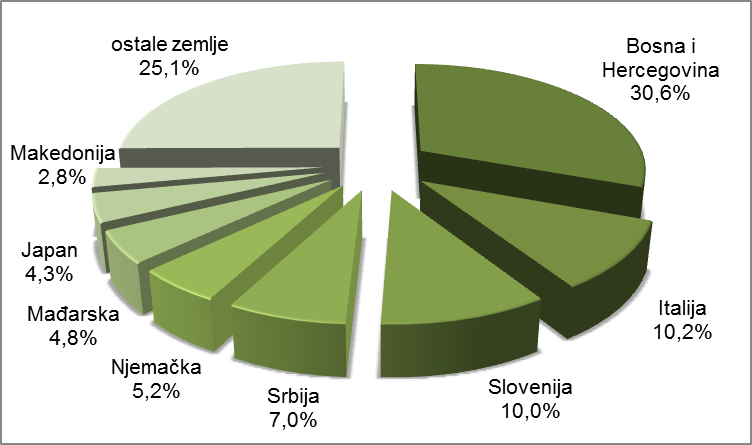 ostale zemlje
25,1%
Bosna i
Hercegovina
30,6%
Makedonija
2,8%
Japan
4,3%
Italija
10,2%
Mađarska
4,8%
Njemačka
5,2%
Srbija
7,0%
Slovenija
10,0%